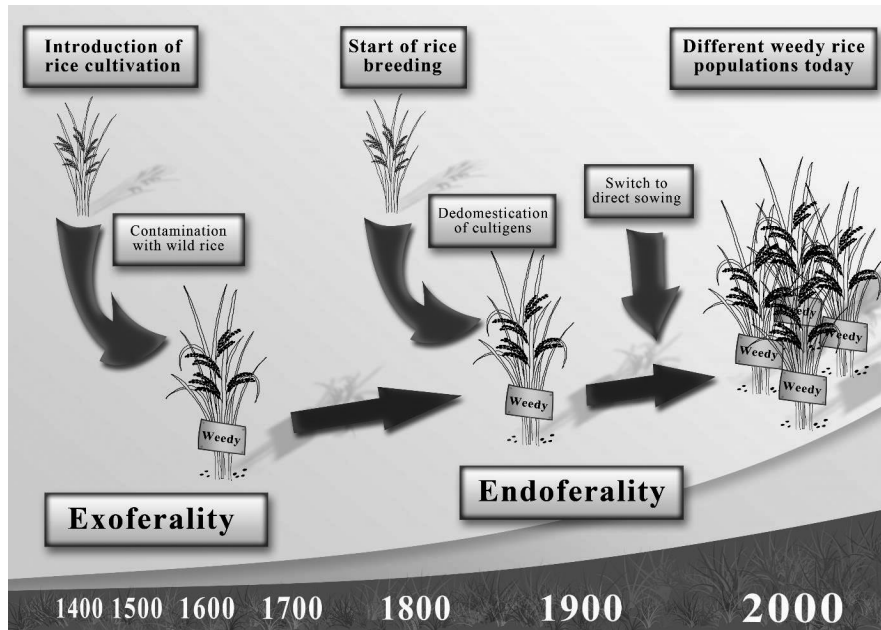 Introduction of
rice cultivation
Start of rice
breeding
Different weedy rice
populations today
Contamination
with wild rice
Dedomestication
of cultigens
Switch to
direct sowing
Weedy
Weedy
Weedy
Weedy
Weedy
Weedy
Exoferality
Endoferality
1400 1500 1600 1700 1800 1900 2000